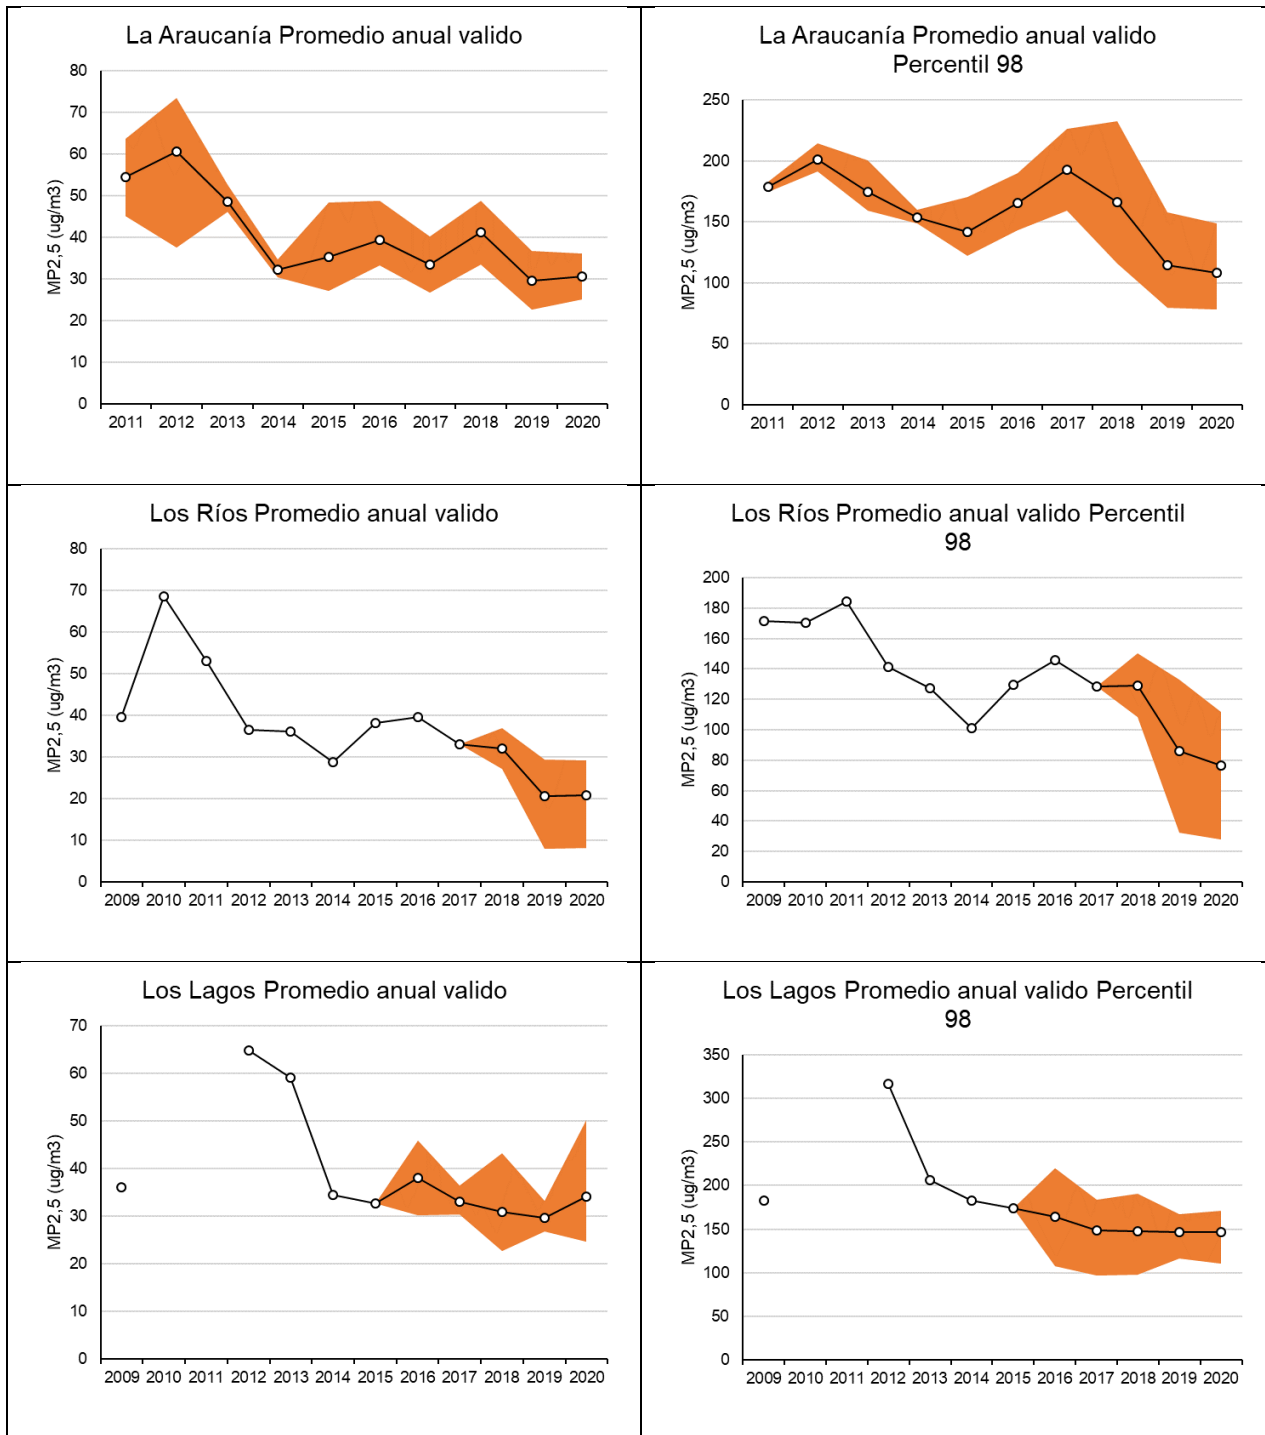 La Araucanía Promedio anual valido
80
70
60
50
40
30
20
10
0
MP2,5 (ug/m3)
2011 2012 2013 2014 2015 2016 2017 2018 2019 2020
La Araucanía Promedio anual valido
Percentil 98
250
200
150
100
50
0
MP2,5 (ug/m3)
2011 2012 2013 2014 2015 2016 2017 2018 2019 2020
Los Ríos Promedio anual valido
80
70
60
50
40
30
20
10
0
MP2,5 (ug/m3)
2009 2010 2011 2012 2013 2014 2015 2016 2017 2018 2019 2020
Los Ríos Promedio anual valido Percentil
98
200
180
160
140
120
100
80
60
40
20
0
MP2,5 (ug/m3)
2009 2010 2011 2012 2013 2014 2015 2016 2017 2018 2019 2020
Los Lagos Promedio anual valido
70
60
50
40
30
20
10
0
MP2,5 (ug/m3)
2009 2010 2011 2012 2013 2014 2015 2016 2017 2018 2019 2020
Los Lagos Promedio anual valido Percentil
98
350
300
250
200
150
100
50
0
MP2,5 (ug/m3)
2009 2010 2011 2012 2013 2014 2015 2016 2017 2018 2019 2020